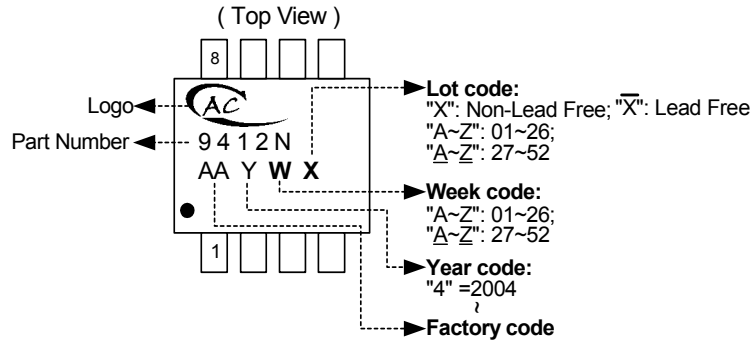 ( Top View )
8
AC
Logo
9 4 1 2 N
Part Number
AA Y W X
1
Lot code:
"X": Non-Lead Free; "X̅": Lead Free
"A~Z": 01~26;
"A̲~Z̲": 27~52
Week code:
"A~Z": 01~26;
"A̲~Z̲": 27~52
Year code:
"4" =2004
~
Factory code